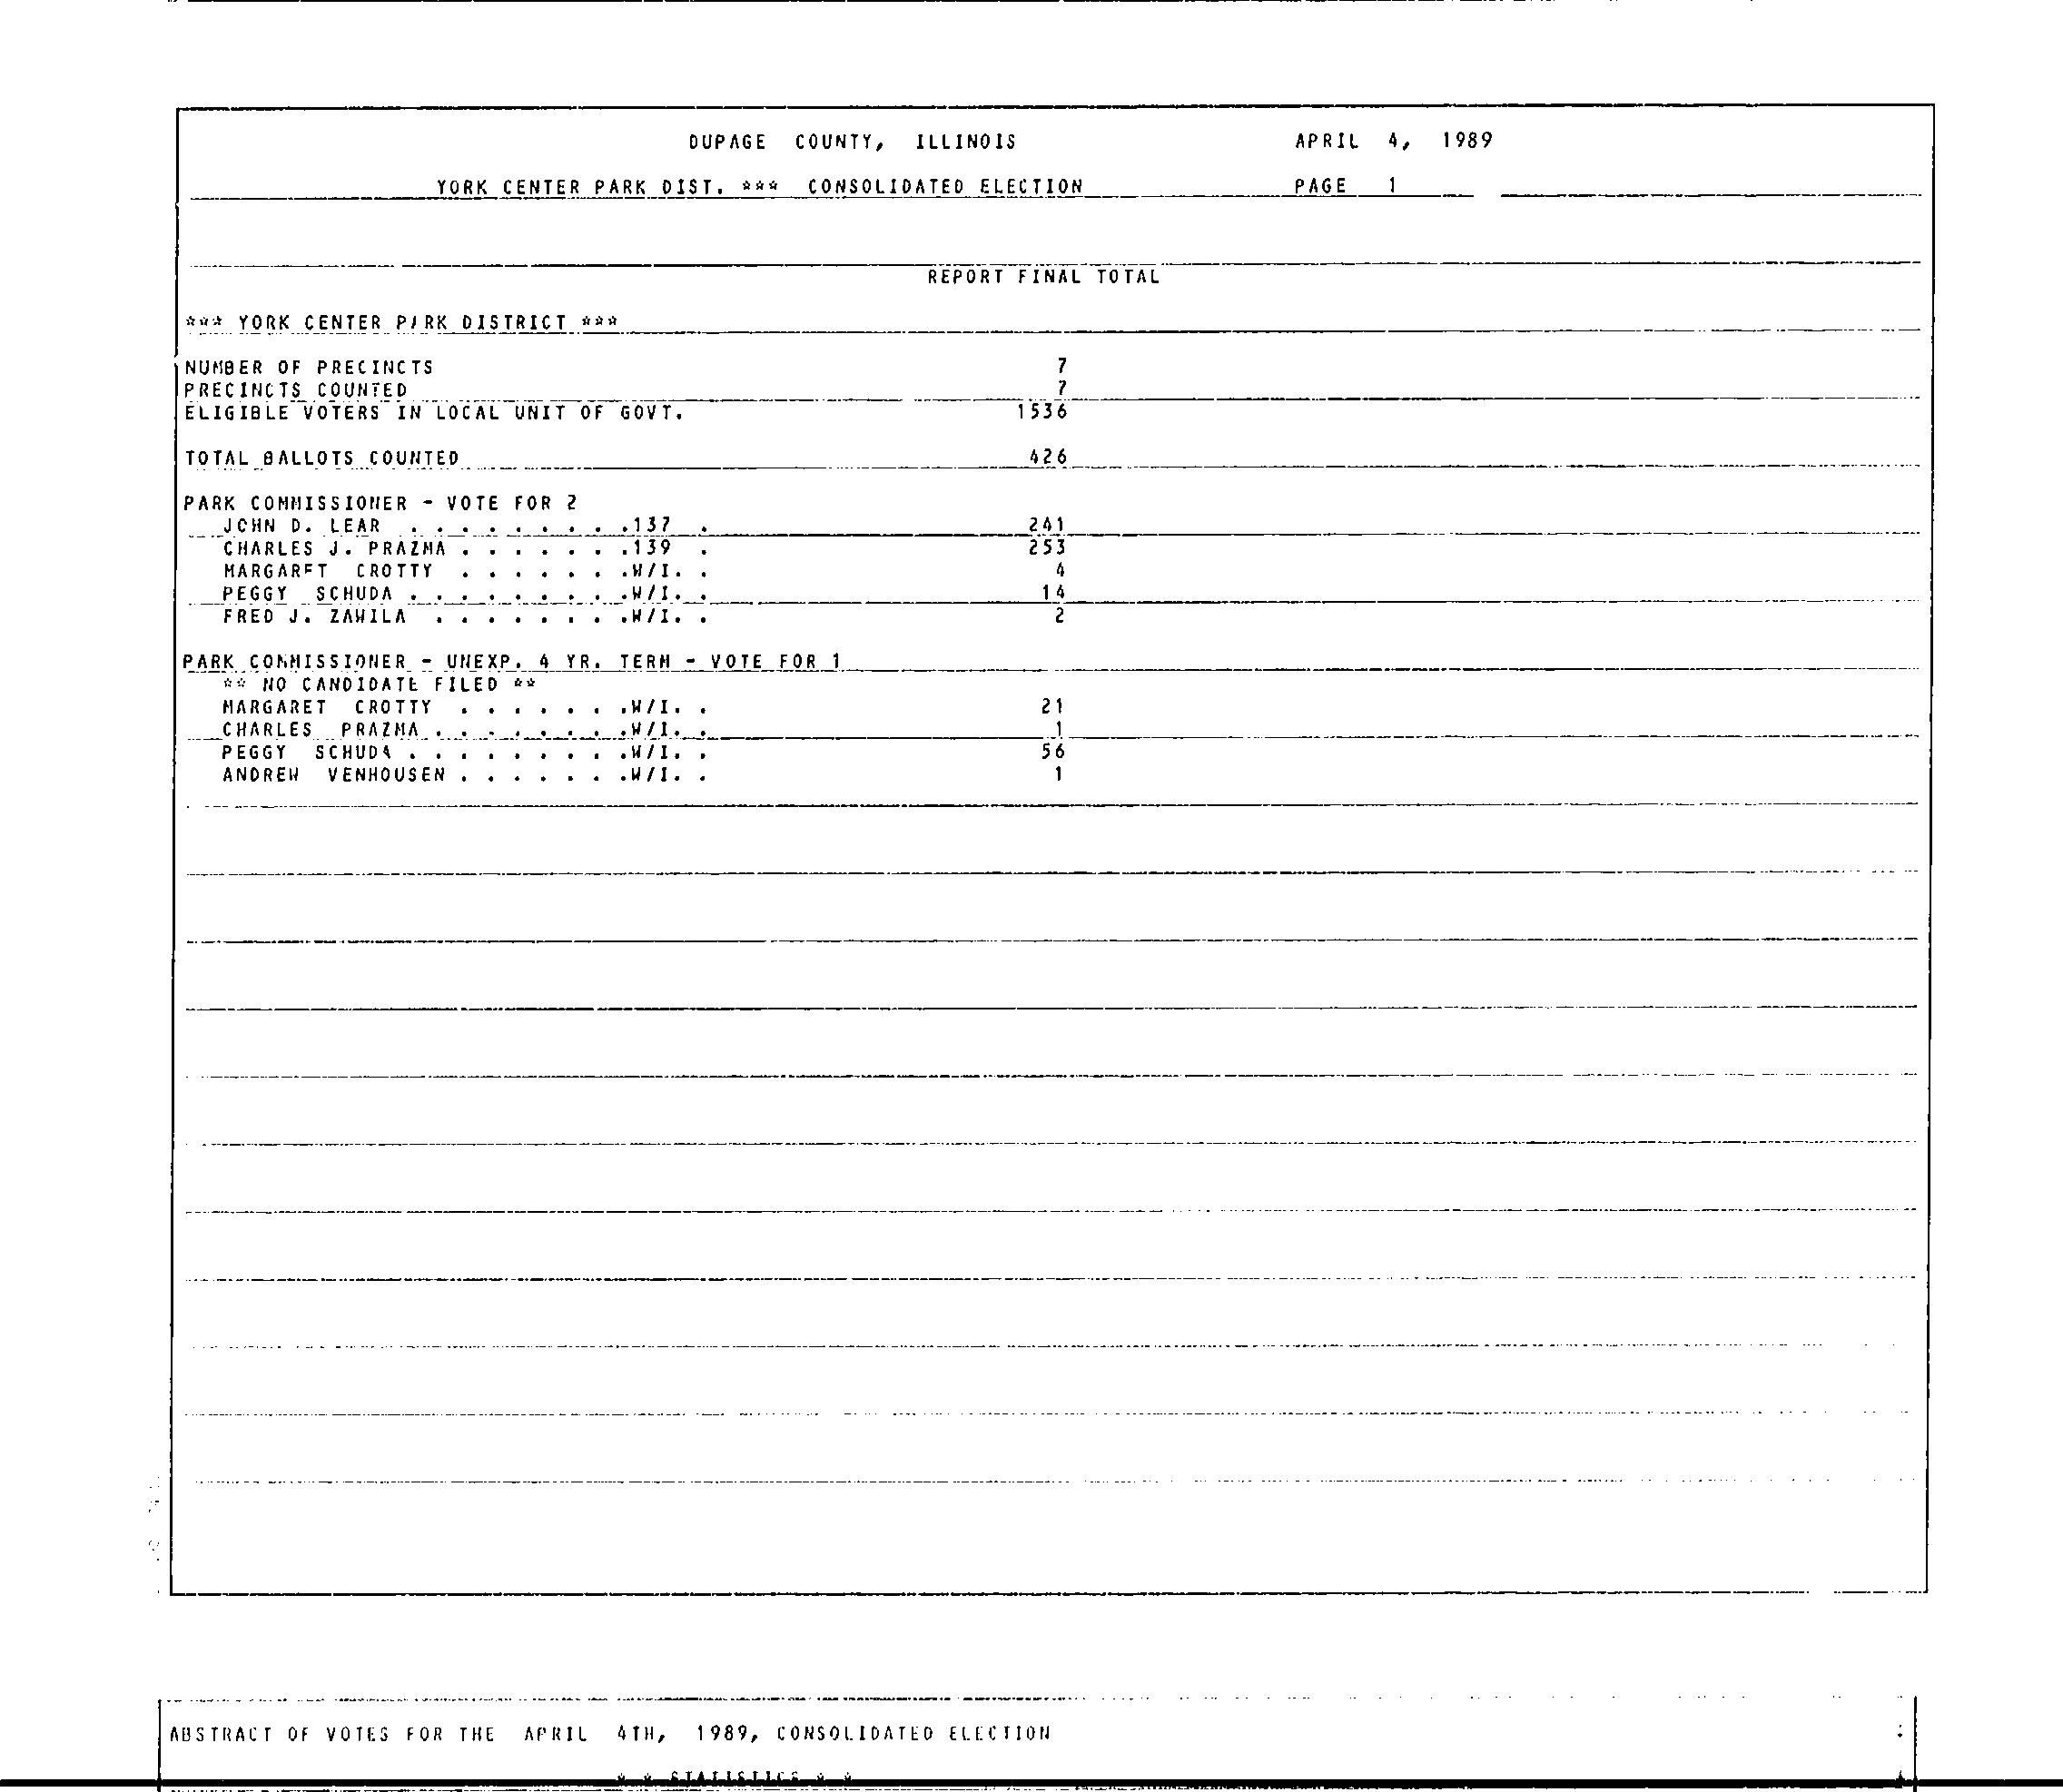 DUPAGE COUNTY, ILLINOIS APRIL 4, 1989
YORK CENTER PARK DIST. *** CONSOLIDATED ELECTION PAGE 1
REPORT FINAL TOTAL
*** YORK CENTER PARK DISTRICT ***
NUMBER OF PRECINCTS 7
PRECINCTS COUNTED 7
ELIGIBLE VOTERS IN LOCAL UNIT OF GOVT. 1536
TOTAL BALLOTS COUNTED 426
PARK COMMISSIONER - VOTE FOR 2
JOHN D. LEAR . . . . . . . . .137 . 241
CHARLES J. PRAZMA . . . . . . .139 . 253
MARGARET CROTTY . . . . . . .W/I. . 4
PEGGY SCHUDA . . . . . . . . .W/I. . 14
FRED J. ZAWILA . . . . . . . .W/I. . 2
PARK COMMISSIONER - UNEXP. 4 YR. TERM - VOTE FOR 1
** NO CANDIDATE FILED **
MARGARET CROTTY . . . . . . .W/I. . 21
CHARLES PRAZMA . . . . . . . .W/I. . 1
PEGGY SCHUDA . . . . . . . . .W/I. . 56
ANDREW VENHOUSEN . . . . . . .W/I. . 1
ABSTRACT OF VOTES FOR THE APRIL 4TH, 1989, CONSOLIDATED ELECTION
* * STATISTICS * *